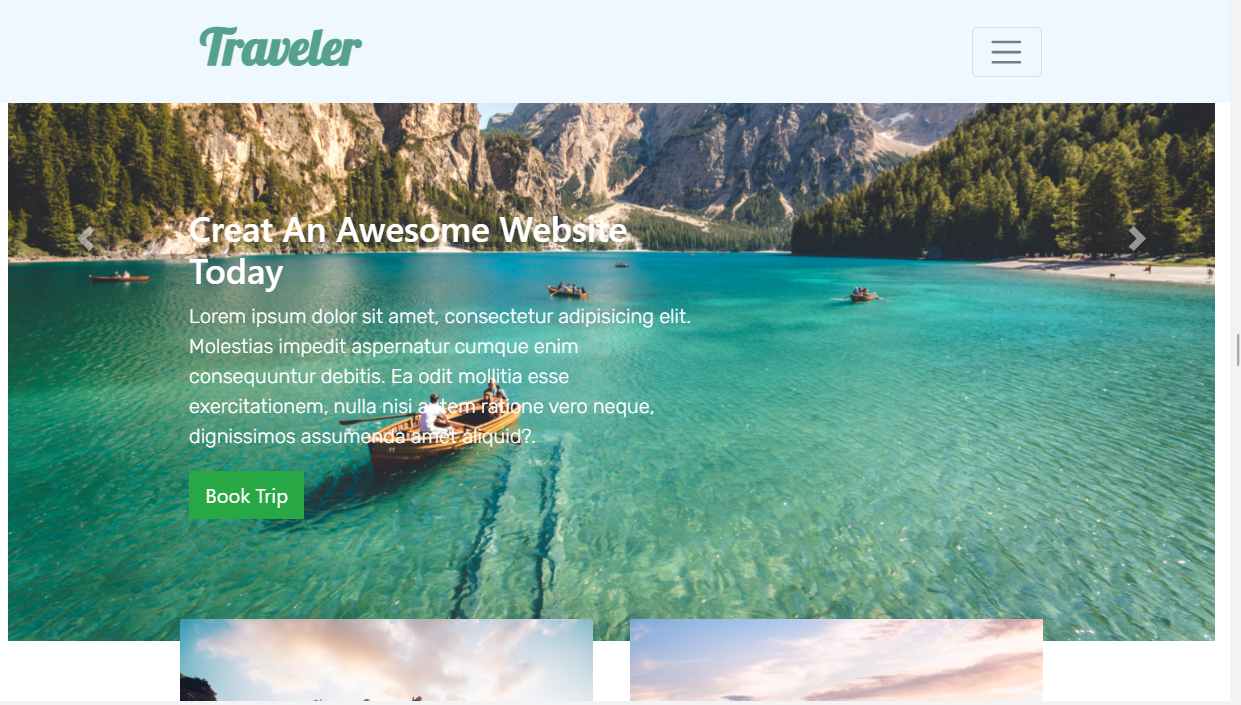 Traveler
Creat An Awesome Website
Today
Lorem ipsum dolor sit amet, consectetur adipisicing elit.
Molestias impedit aspernatur cumque enim
consequuntur debitis. Ea odit mollitia esse
exercitationem, nulla nisi autem ratione vero neque,
dignissimos assumenda amet aliquid?.
Book Trip